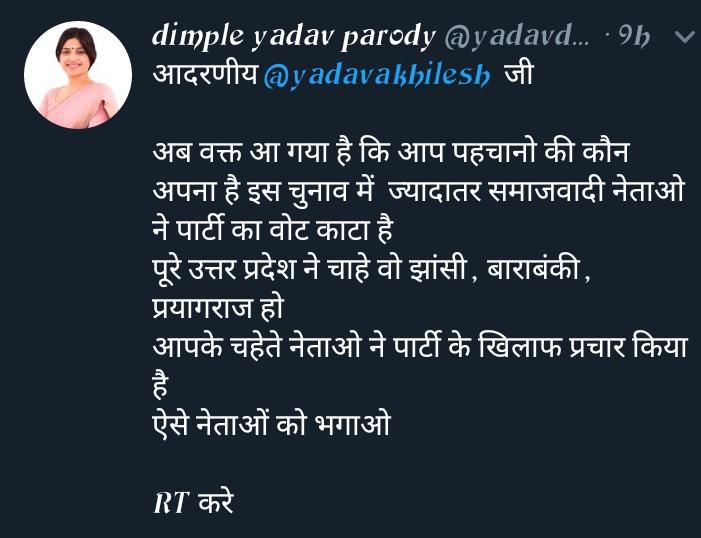 dimple yadav parody @yadavd... · 9h
आदरणीय @yadavakhilesh जी
अब वक्त आ गया है कि आप पहचानो की कौन
अपना है इस चुनाव में ज्यादातर समाजवादी नेताओ
ने पार्टी का वोट काटा है
पूरे उत्तर प्रदेश ने चाहे वो झांसी, बाराबंकी,
प्रयागराज हो
आपके चहेते नेताओ ने पार्टी के खिलाफ प्रचार किया
है
ऐसे नेताओं को भगाओ
RT करे